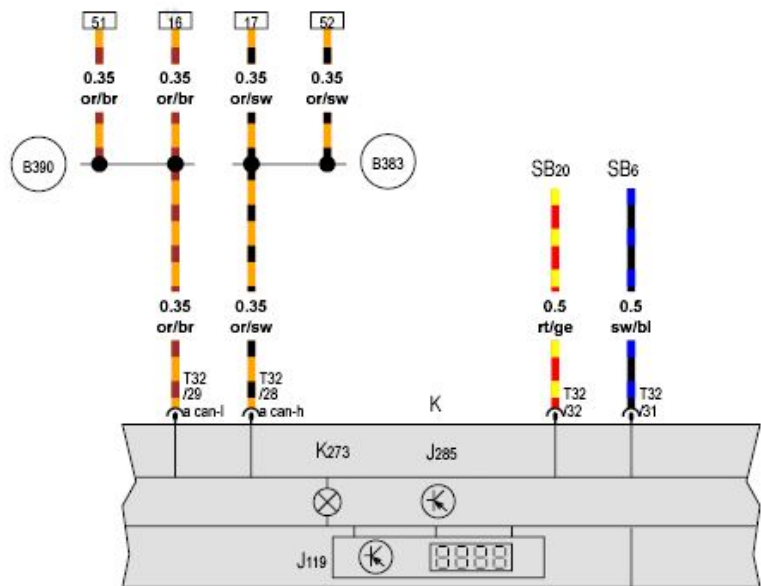 51 16 17 52
0.35 0.35 0.35 0.35
or/br or/br or/sw or/sw
B390 B383
SB20 SB6
0.35 0.35 0.5 0.5
or/br or/sw rt/ge sw/bl
T32 T32 T32 T32
/29 /28 /32 /31
a can-l a can-h
K
K273 J285
J119 8888